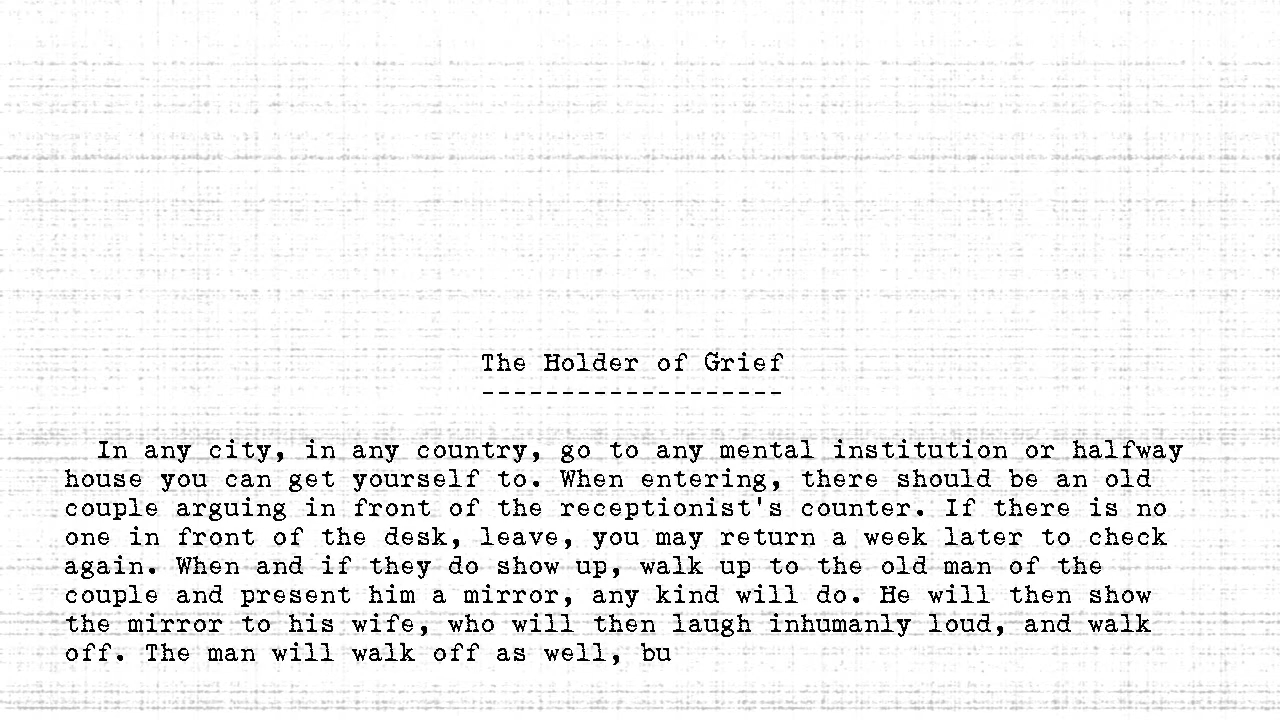 The Holder of Grief
-------------------
In any city, in any country, go to any mental institution or halfway
house you can get yourself to. When entering, there should be an old
couple arguing in front of the receptionist's counter. If there is no
one in front of the desk, leave, you may return a week later to check
again. When and if they do show up, walk up to the old man of the
couple and present him a mirror, any kind will do. He will then show
the mirror to his wife, who will then laugh inhumanly loud, and walk
off. The man will walk off as well, bu